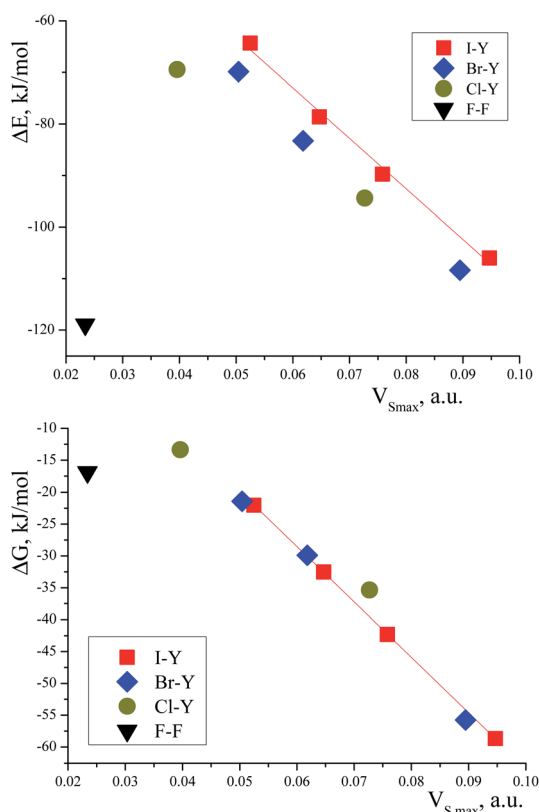 -60
-80
-100
-120
ΔE, kJ/mol
I-Y
Br-Y
Cl-Y
F-F
0.02 0.03 0.04 0.05 0.06 0.07 0.08 0.09 0.10
V_Smax, a.u.
-10
-15
-20
-25
-30
-35
-40
-45
-50
-55
-60
ΔG, kJ/mol
I-Y
Br-Y
Cl-Y
F-F
0.02 0.03 0.04 0.05 0.06 0.07 0.08 0.09 0.10
V_S max, a.u.